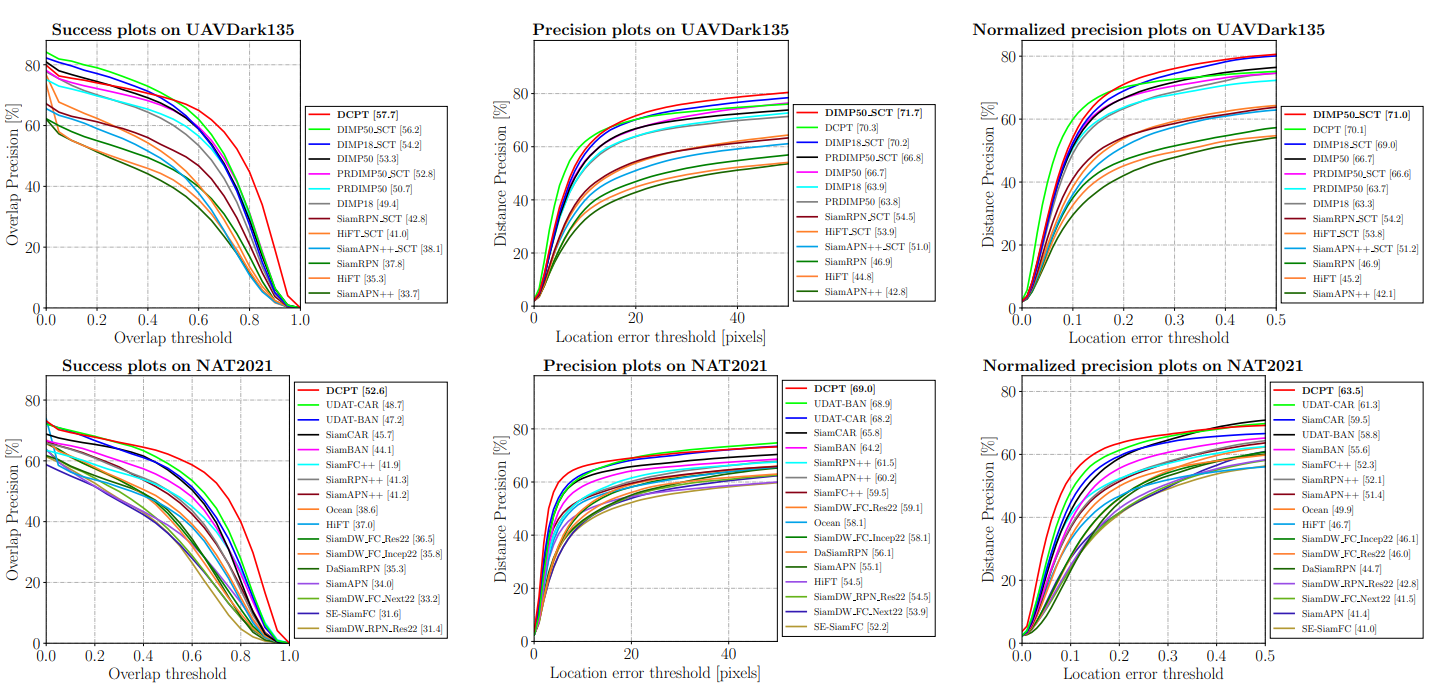 Success plots on UAVDark135
Overlap Precision [%]
80
60
40
20
0
0.0 0.2 0.4 0.6 0.8 1.0
Overlap threshold
DCPT [57.7]
DIMP50_SCT [56.2]
DIMP18_SCT [54.2]
DIMP50 [53.3]
PRDIMP50_SCT [52.8]
PRDIMP50 [50.7]
DIMP18 [49.4]
SiamRPN_SCT [42.8]
HiFT_SCT [41.0]
SiamAPN++_SCT [38.1]
SiamRPN [37.8]
HiFT [35.3]
SiamAPN++ [33.7]
Precision plots on UAVDark135
Distance Precision [%]
80
60
40
20
0
0 20 40
Location error threshold [pixels]
DIMP50_SCT [71.7]
DCPT [70.3]
DIMP18_SCT [70.2]
PRDIMP50_SCT [66.8]
DIMP50 [66.7]
DIMP18 [63.9]
PRDIMP50 [63.8]
SiamRPN_SCT [54.5]
HiFT_SCT [53.9]
SiamAPN++_SCT [51.0]
SiamRPN [46.9]
HiFT [44.8]
SiamAPN++ [42.8]
Normalized precision plots on UAVDark135
Distance Precision [%]
80
60
40
20
0
0.0 0.1 0.2 0.3 0.4 0.5
Location error threshold
DIMP50_SCT [71.0]
DCPT [70.1]
DIMP18_SCT [69.0]
DIMP50 [66.7]
PRDIMP50_SCT [66.6]
PRDIMP50 [63.7]
DIMP18 [63.3]
SiamRPN_SCT [54.2]
HiFT_SCT [53.8]
SiamAPN++_SCT [51.2]
SiamRPN [46.9]
HiFT [45.2]
SiamAPN++ [42.1]
Success plots on NAT2021
Overlap Precision [%]
80
60
40
20
0
0.0 0.2 0.4 0.6 0.8 1.0
Overlap threshold
DCPT [52.6]
UDAT-CAR [48.7]
UDAT-BAN [47.2]
SiamCAR [45.7]
SiamBAN [44.1]
SiamFC++ [41.9]
SiamRPN++ [41.3]
SiamAPN++ [41.2]
Ocean [38.6]
HiFT [37.0]
SiamDW_FC_Res22 [36.5]
SiamDW_FC_Incep22 [35.8]
DaSiamRPN [35.3]
SiamAPN [34.0]
SiamDW_FC_Next22 [33.2]
SE-SiamFC [31.6]
SiamDW_RPN_Res22 [31.4]
Precision plots on NAT2021
Distance Precision [%]
80
60
40
20
0
0 20 40
Location error threshold [pixels]
DCPT [69.0]
UDAT-BAN [68.9]
UDAT-CAR [68.2]
SiamCAR [65.8]
SiamBAN [64.2]
SiamRPN++ [61.5]
SiamAPN++ [60.2]
SiamFC++ [59.5]
SiamDW_FC_Res22 [59.1]
Ocean [58.1]
SiamDW_FC_Incep22 [58.1]
DaSiamRPN [56.1]
SiamAPN [55.1]
HiFT [54.5]
SiamDW_RPN_Res22 [54.5]
SiamDW_FC_Next22 [53.9]
SE-SiamFC [52.2]
Normalized precision plots on NAT2021
Distance Precision [%]
80
60
40
20
0
0.0 0.1 0.2 0.3 0.4 0.5
Location error threshold
DCPT [63.5]
UDAT-CAR [61.3]
SiamCAR [59.5]
UDAT-BAN [58.8]
SiamBAN [55.6]
SiamFC++ [52.3]
SiamRPN++ [52.1]
SiamAPN++ [51.4]
Ocean [49.9]
HiFT [46.7]
SiamDW_FC_Incep22 [46.1]
SiamDW_FC_Res22 [46.0]
DaSiamRPN [44.7]
SiamDW_RPN_Res22 [42.8]
SiamDW_FC_Next22 [41.5]
SiamAPN [41.4]
SE-SiamFC [41.0]